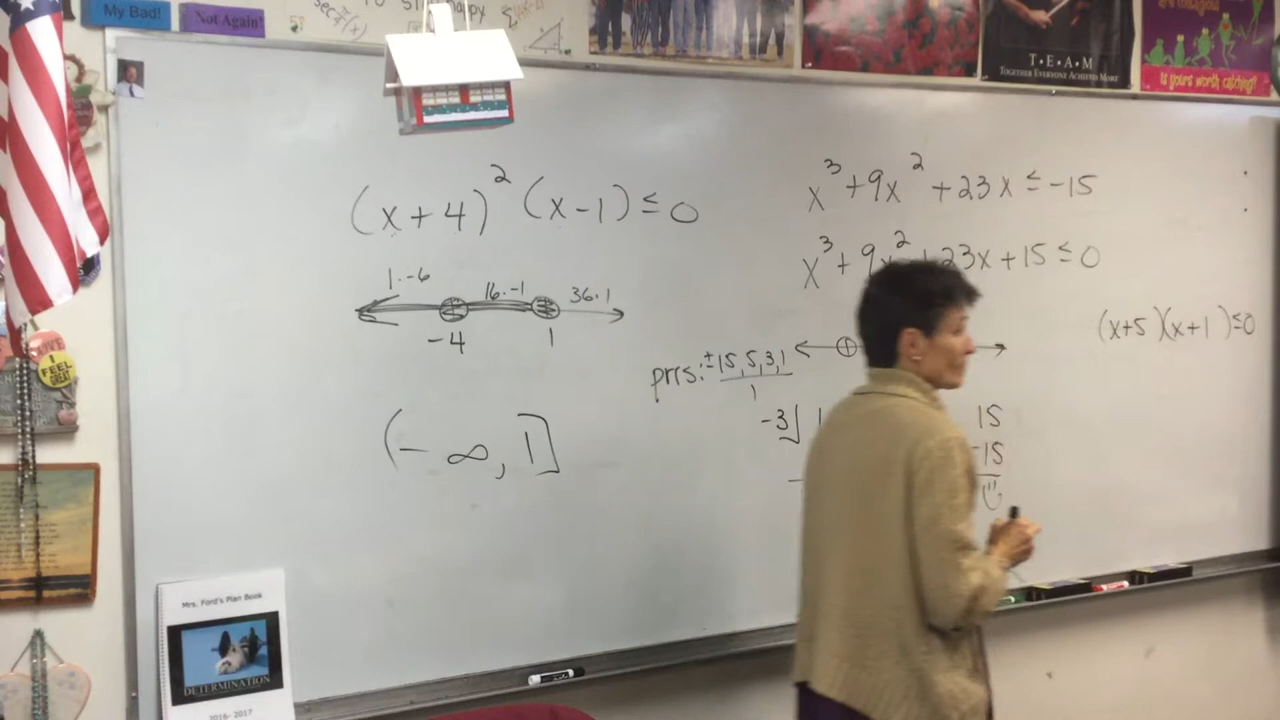 My Bad!
Not Again!
T•E•A•M
TOGETHER EVERYONE ACHIEVES MORE
is yours worth catching!!
(x+4)² (x-1) ≤ 0
1·-6 16·-1 36·1
-4 1
(-∞, 1]
x³+9x²+23x ≤ -15
x³+9x²+23x+15 ≤ 0
(x+5)(x+1) ≤ 0
prrs: ±15,5,3,1
1
-3 1 15
-15
LOVE
I FEEL GREAT
Mrs. Ford's Plan Book
DETERMINATION
2016-2017